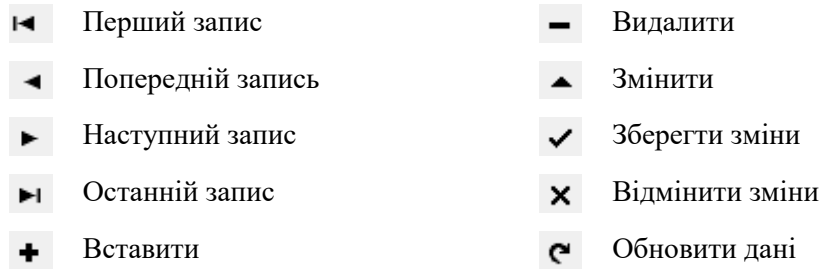 Перший запис
Попередній запись
Наступний запис
Останній запис
Вставити
Видалити
Змінити
Зберегти зміни
Відмінити зміни
Обновити дані